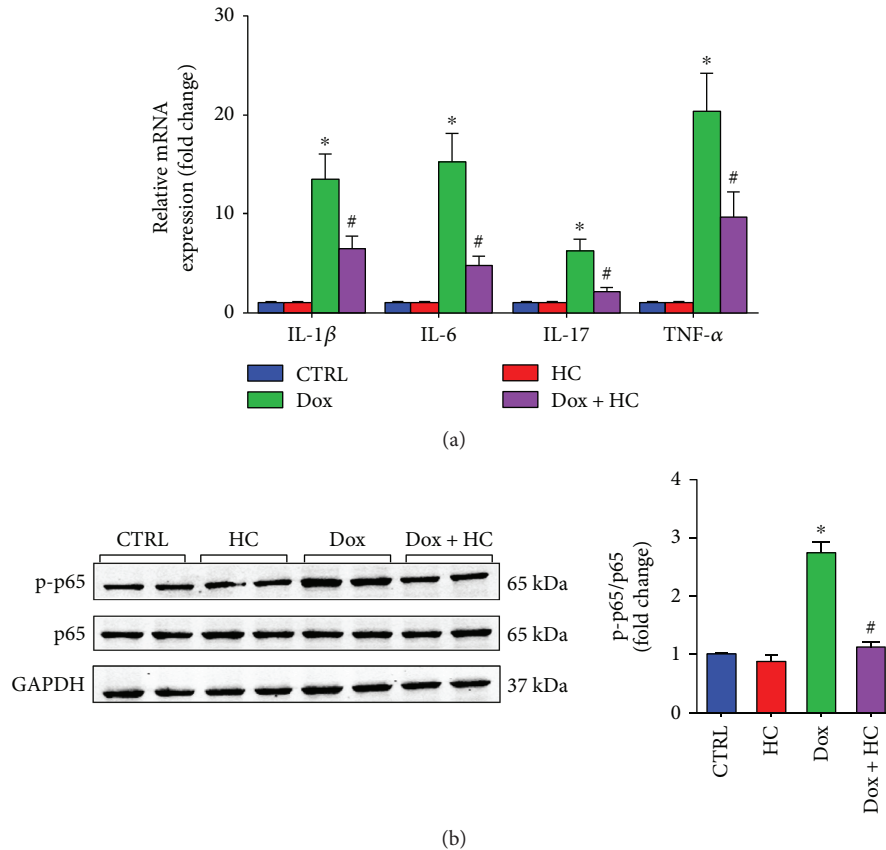 Relative mRNA
expression (fold change)
30
20
10
0
*
#
*
#
*
#
*
#
IL-1β IL-6 IL-17 TNF-α
CTRL HC
Dox Dox + HC
(a)
CTRL HC Dox Dox + HC
p-p65 65 kDa
p65 65 kDa
GAPDH 37 kDa
p-p65/p65
(fold change)
4
3
2
1
0
*
#
CTRL
HC
Dox
Dox + HC
(b)